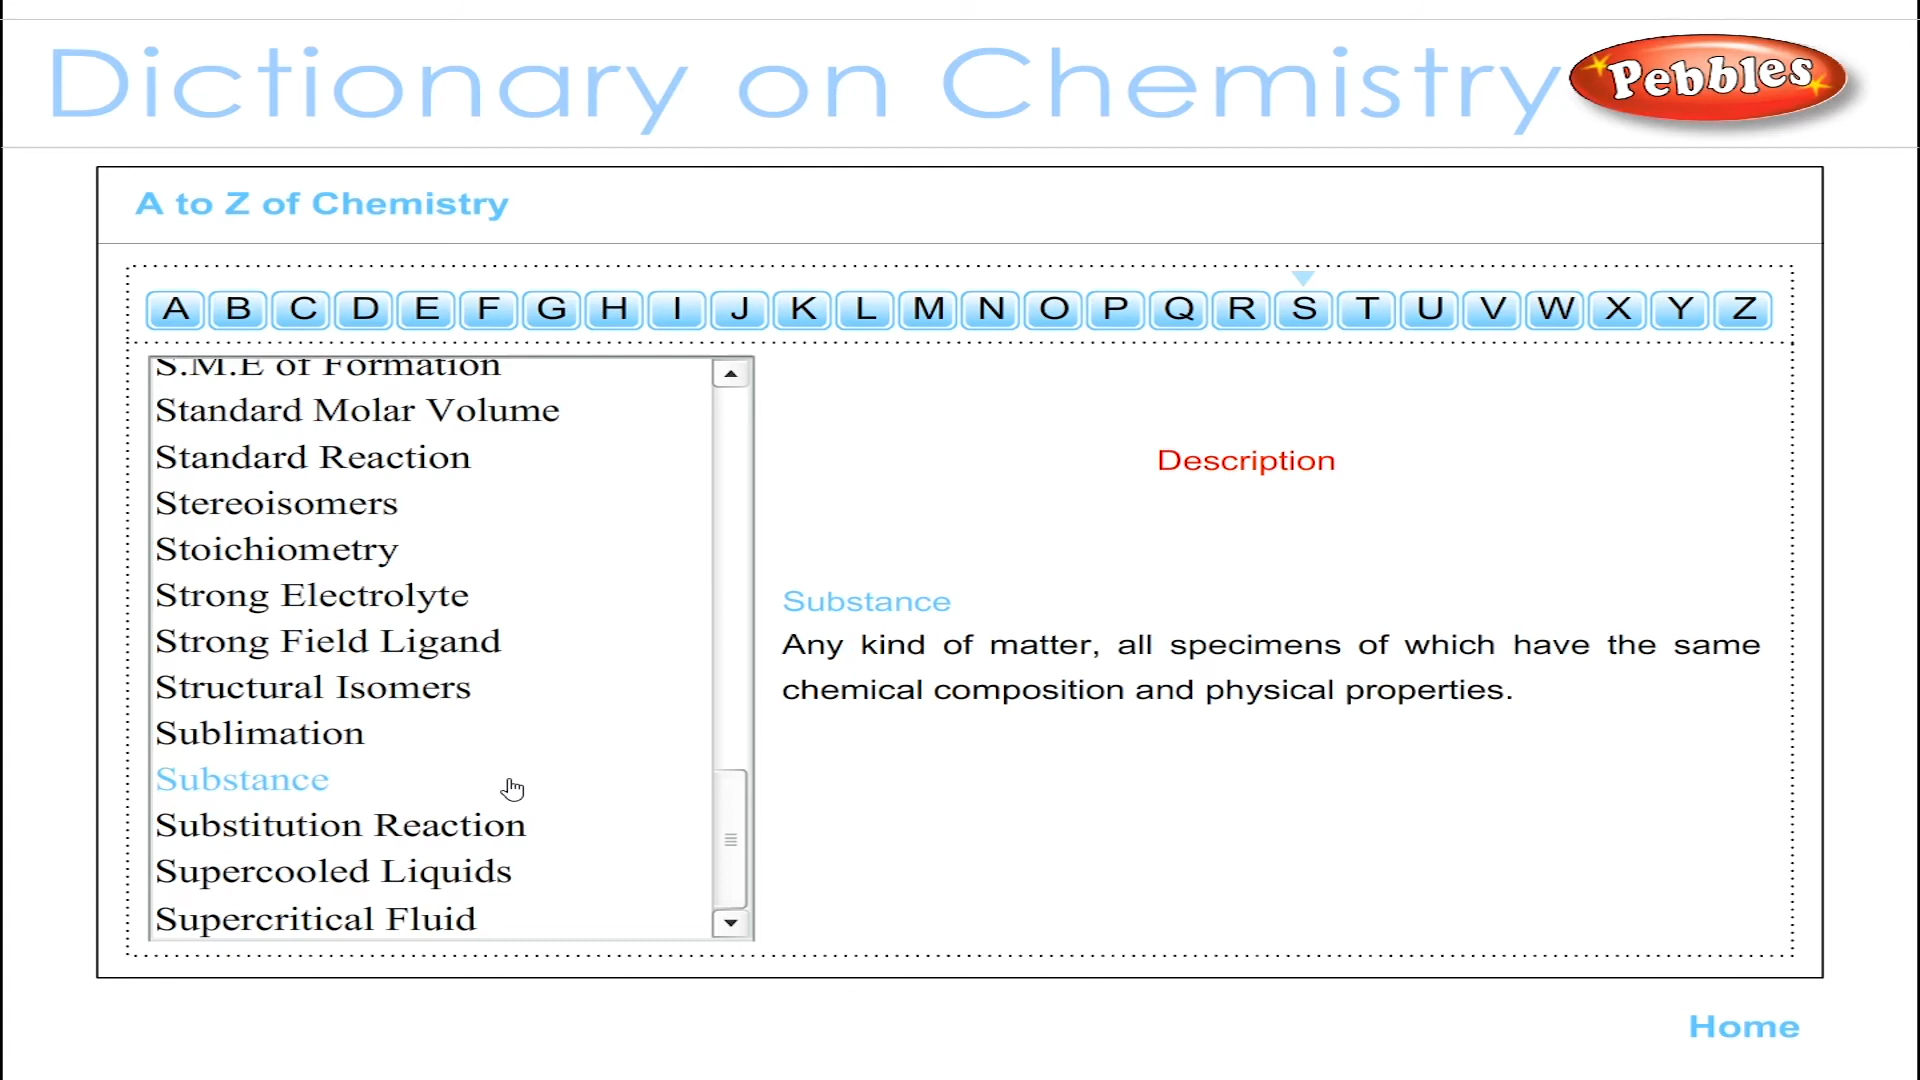 Dictionary on Chemistry
Pebbles
A to Z of Chemistry
A B C D E F G H I J K L M N O P Q R S T U V W X Y Z
S.M.E of Formation
Standard Molar Volume
Standard Reaction
Stereoisomers
Stoichiometry
Strong Electrolyte
Strong Field Ligand
Structural Isomers
Sublimation
Substance
Substitution Reaction
Supercooled Liquids
Supercritical Fluid
Description
Substance
Any kind of matter, all specimens of which have the same
chemical composition and physical properties.
Home